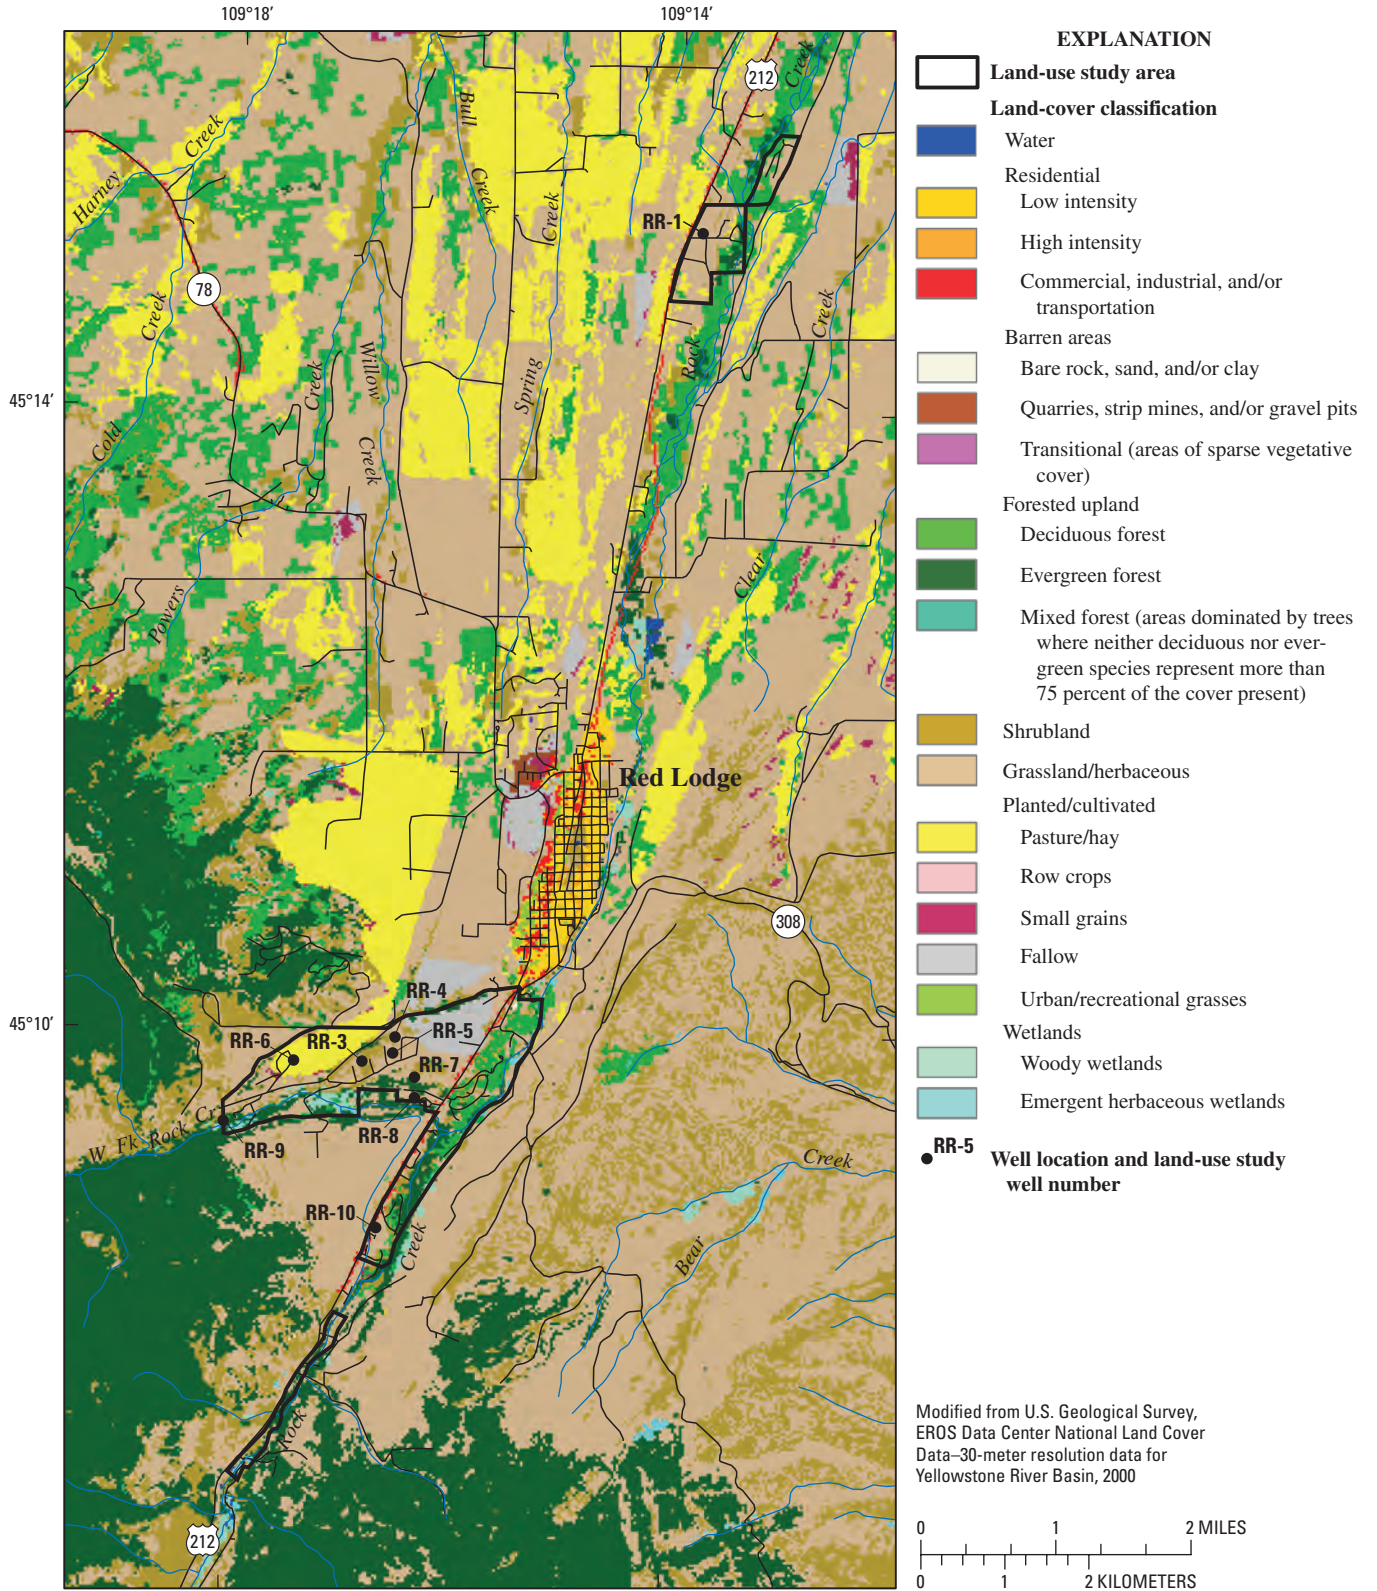 109°18′
109°14′
212
Creek
Bull
Creek
Creek
Harney
Creek
RR-1
78
Creek
Creek
Rock
Willow
Creek
Spring
45°14′
Cold
Creek
Clear
Powers
Red Lodge
308
RR-4
45°10′
RR-6
RR-3
RR-5
RR-7
W Fk Rock Cr
RR-8
RR-9
Creek
RR-10
Creek
Bear
Rock
212
EXPLANATION
Land-use study area
Land-cover classification
Water
Residential
Low intensity
High intensity
Commercial, industrial, and/or
transportation
Barren areas
Bare rock, sand, and/or clay
Quarries, strip mines, and/or gravel pits
Transitional (areas of sparse vegetative
cover)
Forested upland
Deciduous forest
Evergreen forest
Mixed forest (areas dominated by trees
where neither deciduous nor ever-
green species represent more than
75 percent of the cover present)
Shrubland
Grassland/herbaceous
Planted/cultivated
Pasture/hay
Row crops
Small grains
Fallow
Urban/recreational grasses
Wetlands
Woody wetlands
Emergent herbaceous wetlands
RR-5
Well location and land-use study
well number
Modified from U.S. Geological Survey,
EROS Data Center National Land Cover
Data–30-meter resolution data for
Yellowstone River Basin, 2000
0 1 2 MILES
0 1 2 KILOMETERS